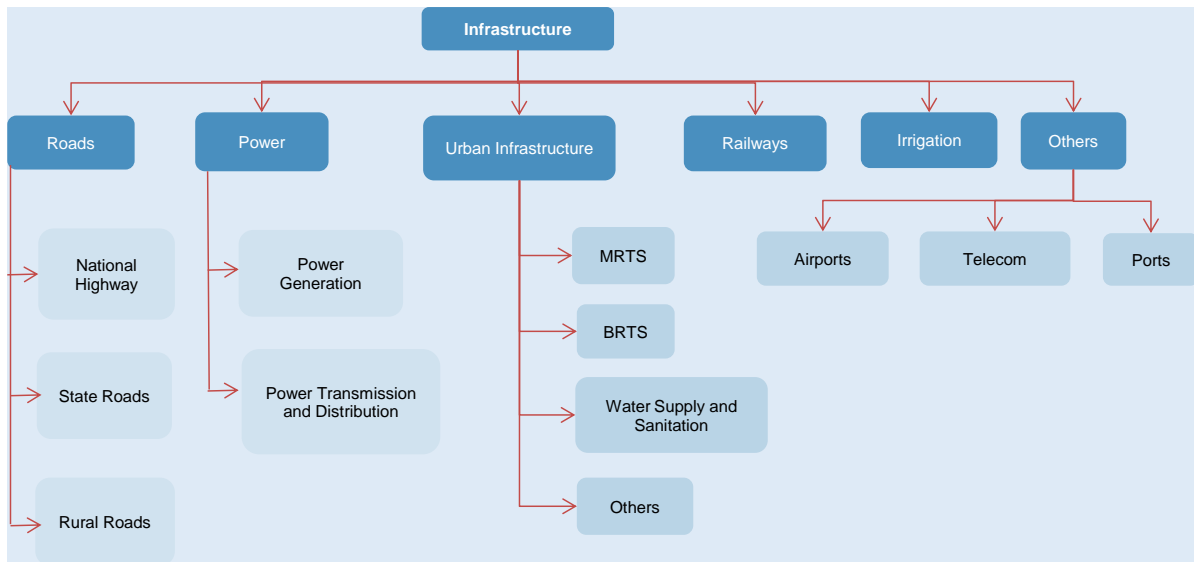 Infrastructure
Roads
Power
Urban Infrastructure
Railways
Irrigation
Others
National
Highway
State Roads
Rural Roads
Power
Generation
Power Transmission
and Distribution
MRTS
BRTS
Water Supply and
Sanitation
Others
Airports
Telecom
Ports